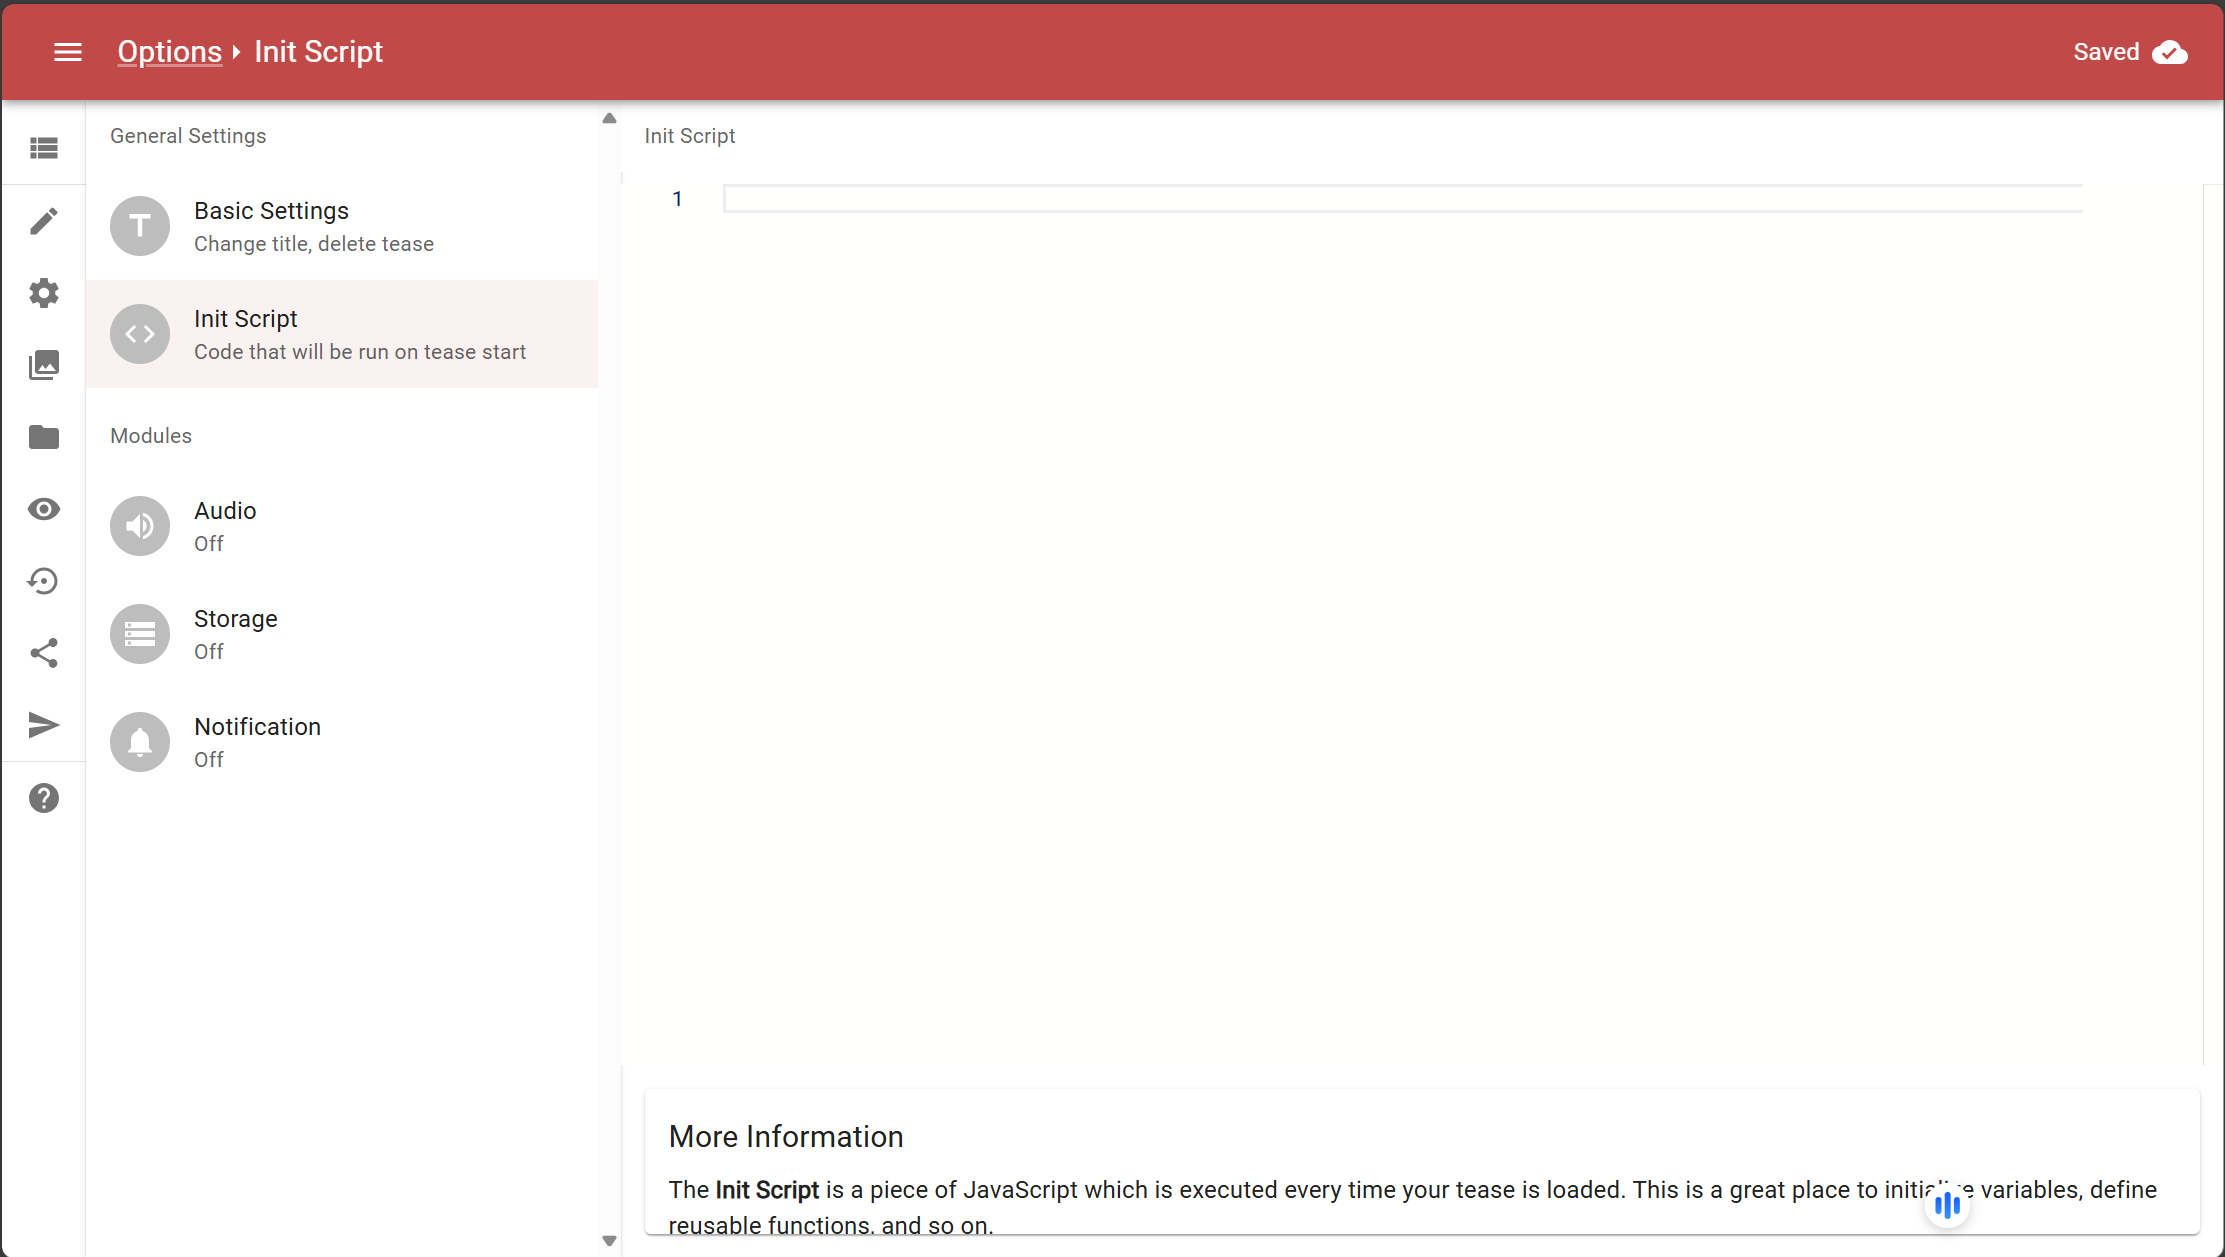 Options Init Script
Saved
General Settings
Basic Settings
Change title, delete tease
Init Script
Code that will be run on tease start
Modules
Audio
Off
Storage
Off
Notification
Off
Init Script
1
More Information
The Init Script is a piece of JavaScript which is executed every time your tease is loaded. This is a great place to initialize variables, define
reusable functions, and so on.